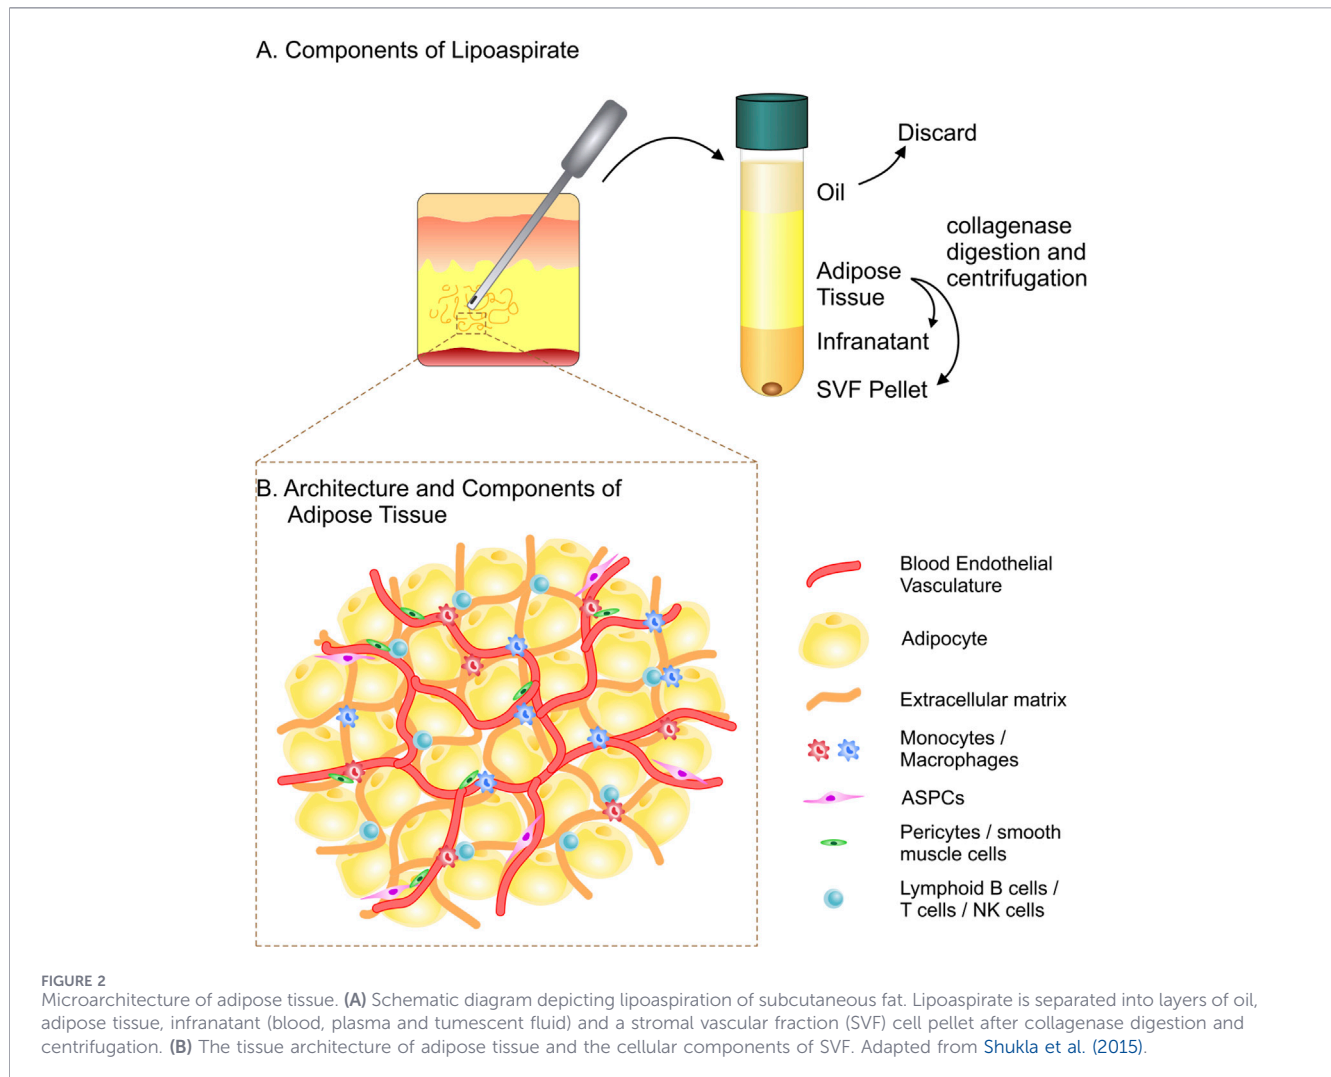 A. Components of Lipoaspirate
Discard
Oil
collagenase
digestion and
centrifugation
Adipose
Tissue
Infranatant
SVF Pellet
B. Architecture and Components of
Adipose Tissue
Blood Endothelial
Vasculature
Adipocyte
Extracellular matrix
Monocytes /
Macrophages
ASPCs
Pericytes / smooth
muscle cells
Lymphoid B cells /
T cells / NK cells
FIGURE 2
Microarchitecture of adipose tissue. (A) Schematic diagram depicting lipoaspiration of subcutaneous fat. Lipoaspirate is separated into layers of oil,
adipose tissue, infranatant (blood, plasma and tumescent fluid) and a stromal vascular fraction (SVF) cell pellet after collagenase digestion and
centrifugation. (B) The tissue architecture of adipose tissue and the cellular components of SVF. Adapted from Shukla et al. (2015).